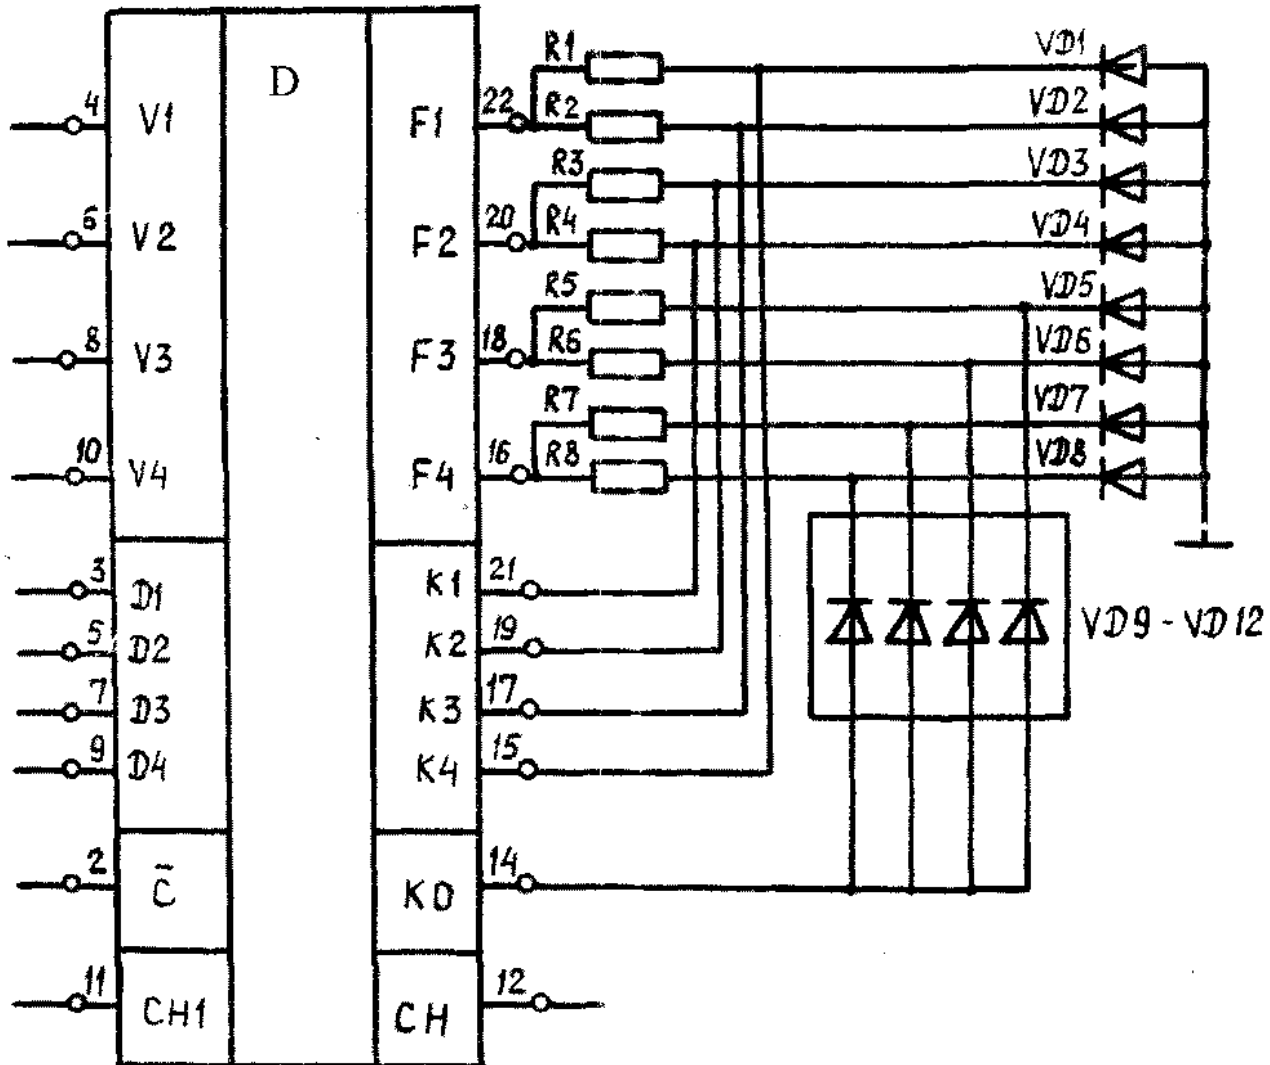 D
4 V1
6 V2
8 V3
10 V4
3 D1
5 D2
7 D3
9 D4
2 C̄
11 CH1
F1 22
F2 20
F3 18
F4 16
K1 21
K2 19
K3 17
K4 15
KD 14
CH 12
R1 VD1
R2 VD2
R3 VD3
R4 VD4
R5 VD5
R6 VD6
R7 VD7
R8 VD8
VD9 - VD12